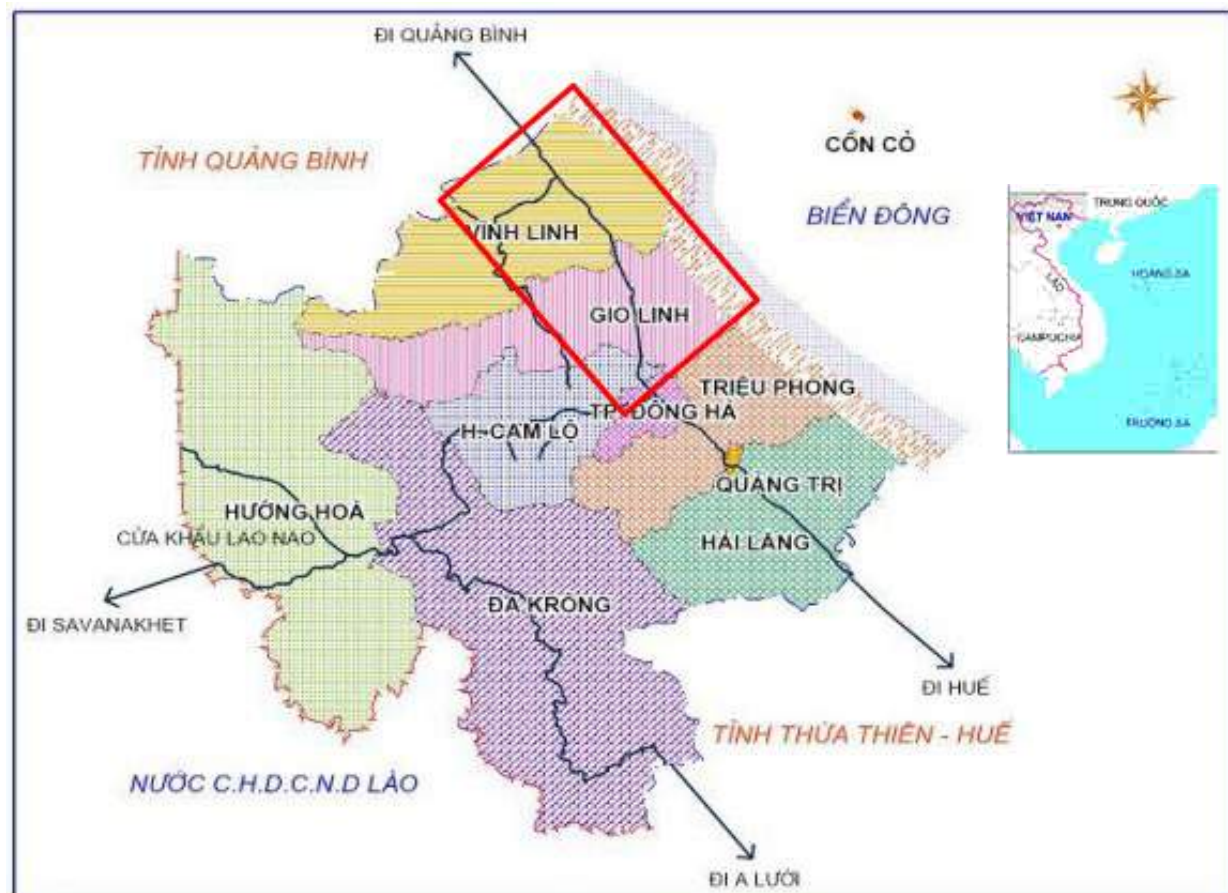 ĐI QUẢNG BÌNH
CỒN CỎ
TỈNH QUẢNG BÌNH
BIỂN ĐÔNG
TRUNG QUỐC
VIỆT NAM
HOÀNG SA
LÀO
CAMPUCHIA
TRƯỜNG SA
VĨNH LINH
GIO LINH
TRIỆU PHONG
TP ĐÔNG HÀ
H-CAM LỘ
QUẢNG TRỊ
HƯỚNG HOÁ
HẢI LĂNG
CỬA KHẨU LAO NAO
ĐA KRÔNG
ĐI SAVANAKHET
ĐI HUẾ
TỈNH THỪA THIÊN - HUẾ
NƯỚC C.H.D.C.N.D LÀO
ĐI A LƯỚI